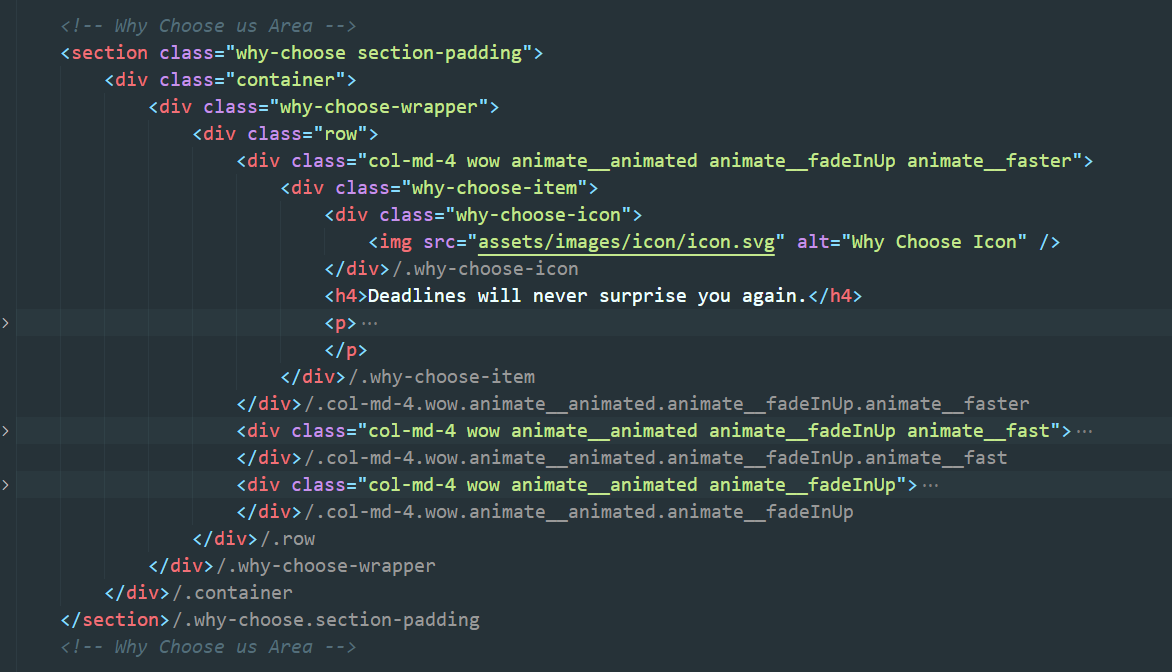 <!-- Why Choose us Area -->
<section class="why-choose section-padding">
<div class="container">
<div class="why-choose-wrapper">
<div class="row">
<div class="col-md-4 wow animate__animated animate__fadeInUp animate__faster">
<div class="why-choose-item">
<div class="why-choose-icon">
<img src="assets/images/icon/icon.svg" alt="Why Choose Icon" />
</div>/.why-choose-icon
<h4>Deadlines will never surprise you again.</h4>
<p>···
</p>
</div>/.why-choose-item
</div>/.col-md-4.wow.animate__animated.animate__fadeInUp.animate__faster
<div class="col-md-4 wow animate__animated animate__fadeInUp animate__fast">···
</div>/.col-md-4.wow.animate__animated.animate__fadeInUp.animate__fast
<div class="col-md-4 wow animate__animated animate__fadeInUp">···
</div>/.col-md-4.wow.animate__animated.animate__fadeInUp
</div>/.row
</div>/.why-choose-wrapper
</div>/.container
</section>/.why-choose.section-padding
<!-- Why Choose us Area -->